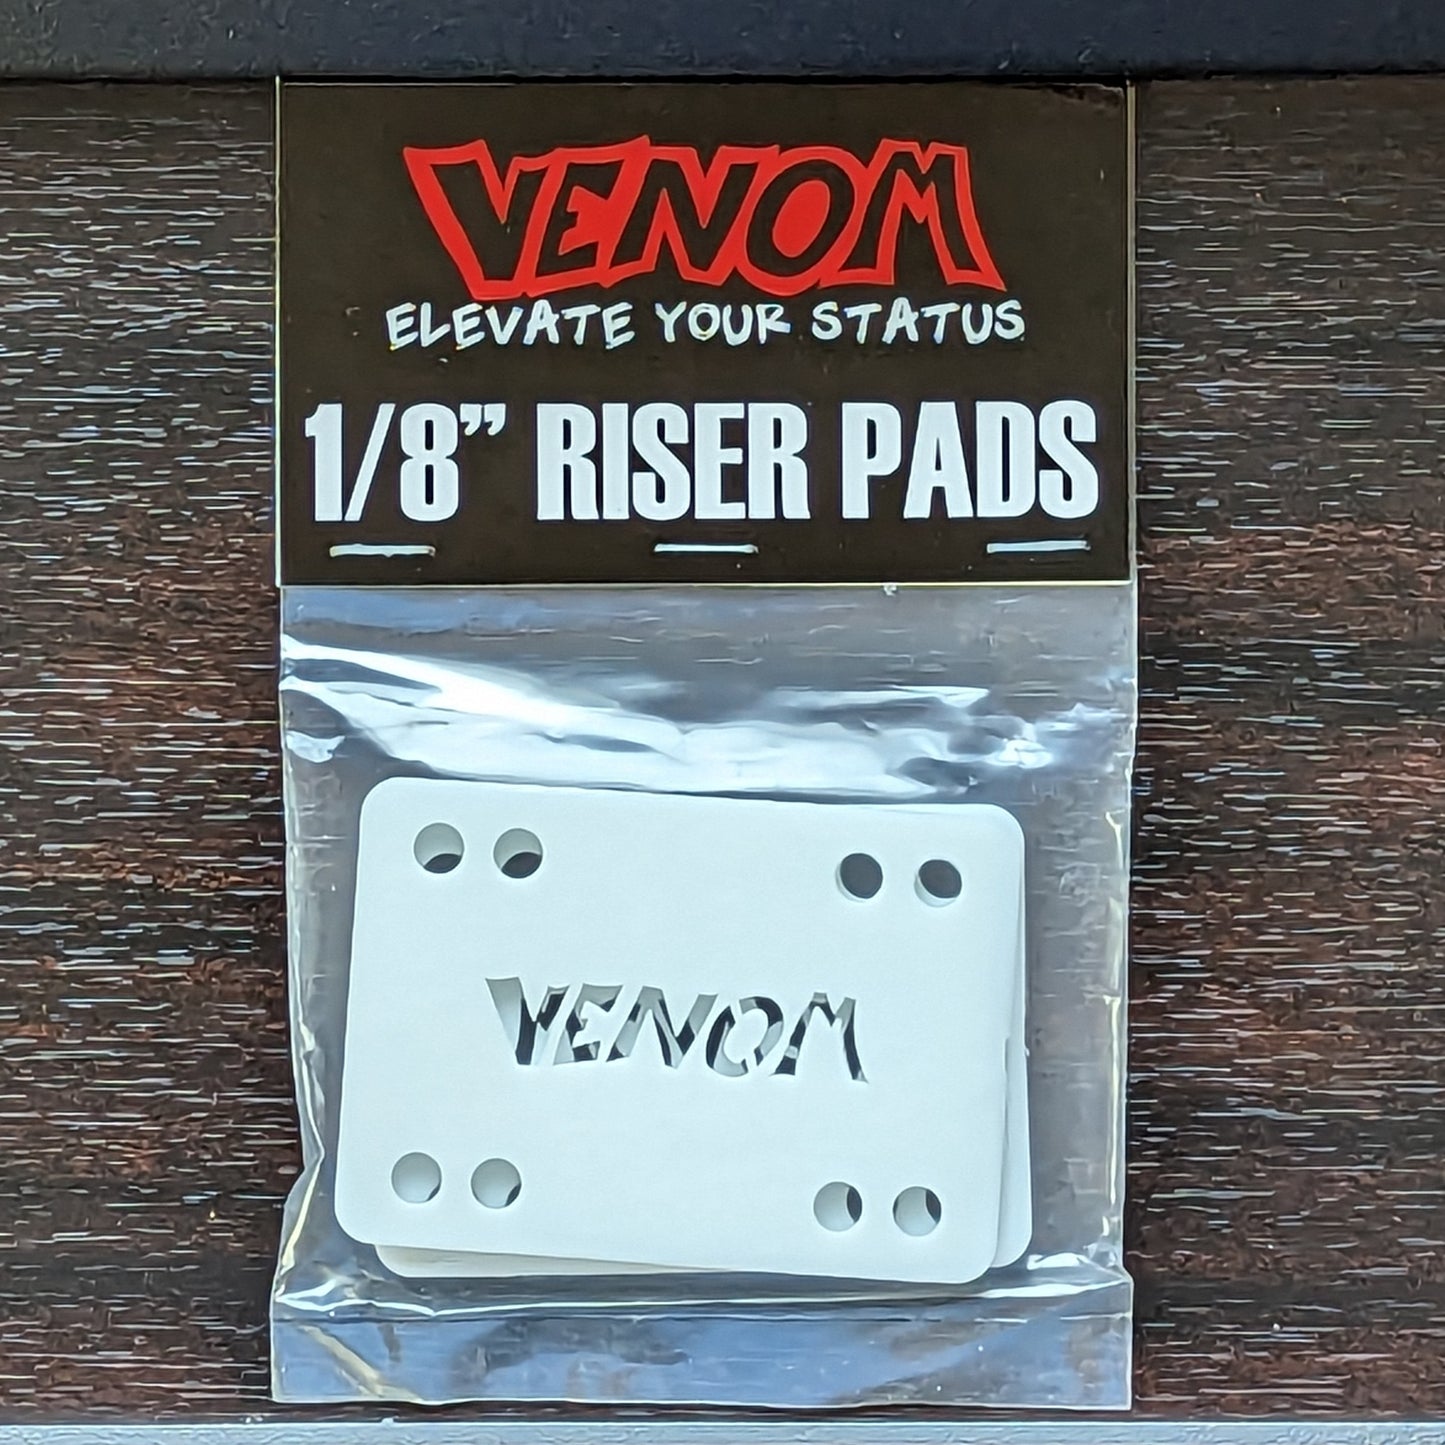 VENOM
ELEVATE YOUR STATUS
1/8” RISER PADS
VENOM